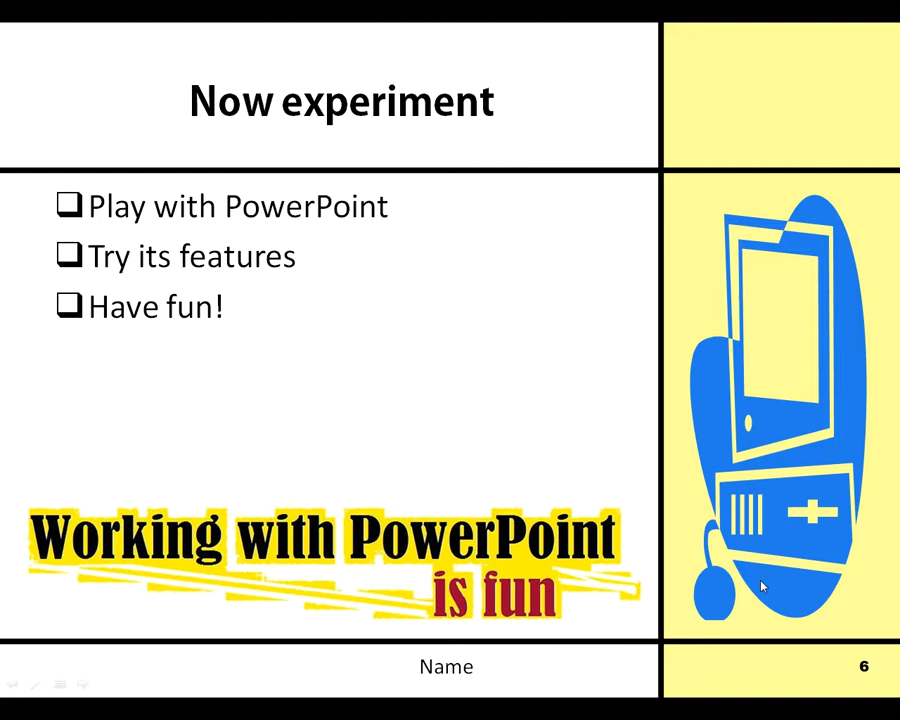 Now experiment
Play with PowerPoint
Try its features
Have fun!
Working with PowerPoint
is fun
Name
6